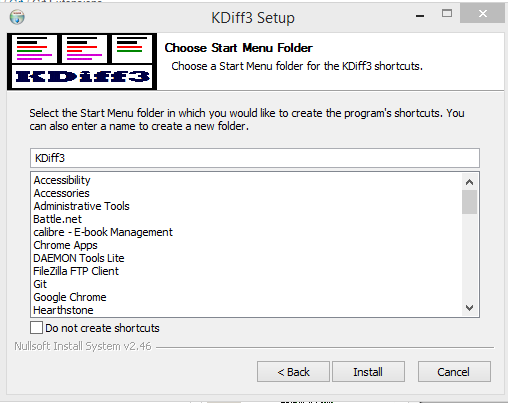 KDiff3 Setup
KDiff3
Choose Start Menu Folder
Choose a Start Menu folder for the KDiff3 shortcuts.
Select the Start Menu folder in which you would like to create the program's shortcuts. You
can also enter a name to create a new folder.
KDiff3
Accessibility
Accessories
Administrative Tools
Battle.net
calibre - E-book Management
Chrome Apps
DAEMON Tools Lite
FileZilla FTP Client
Git
Google Chrome
Hearthstone
Do not create shortcuts
Nullsoft Install System v2.46
< Back
Install
Cancel